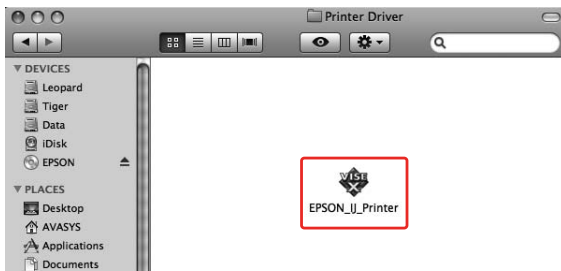 Printer Driver
DEVICES
Leopard
Tiger
Data
iDisk
EPSON
PLACES
Desktop
AVASYS
Applications
Documents
VISE
X
EPSON_IJ_Printer